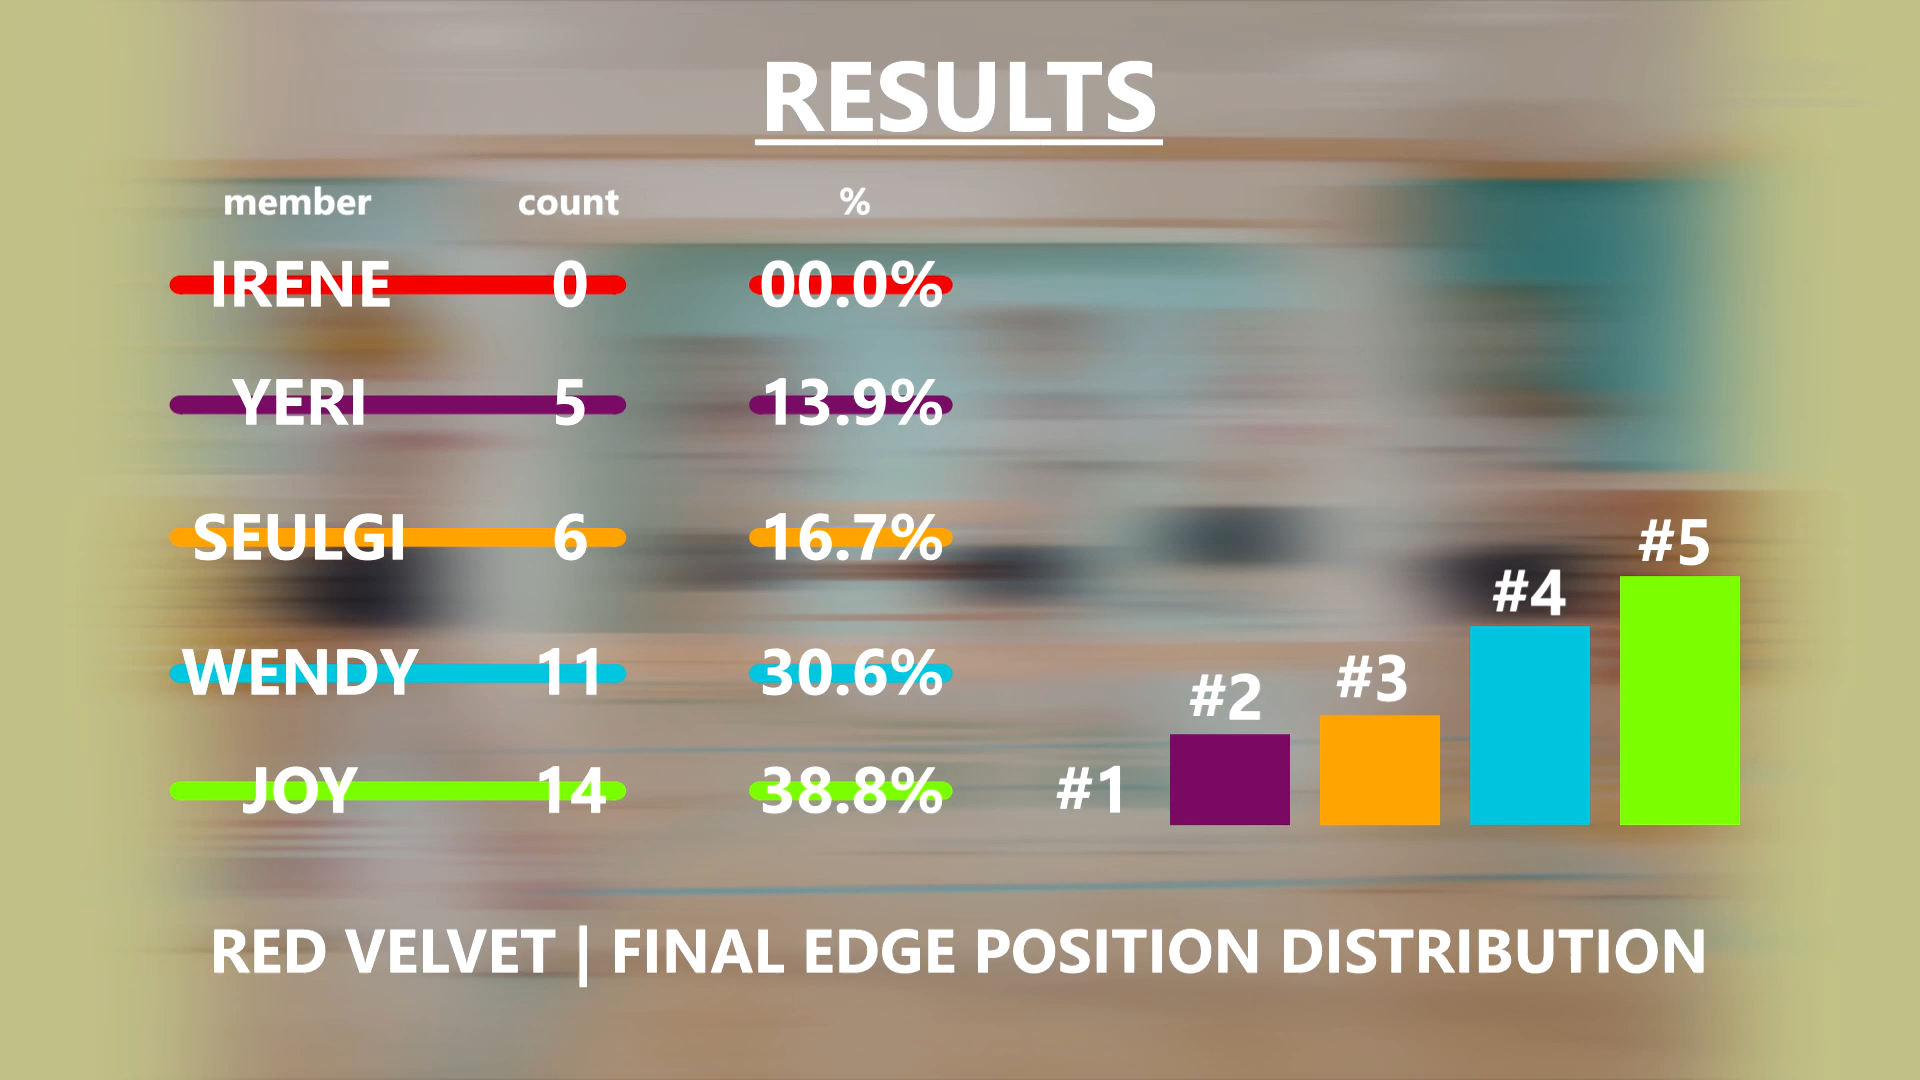 RESULTS
member count %
IRENE 0 00.0%
YERI 5 13.9%
SEULGI 6 16.7%
WENDY 11 30.6%
JOY 14 38.8%
#1 #2 #3 #4 #5
RED VELVET | FINAL EDGE POSITION DISTRIBUTION